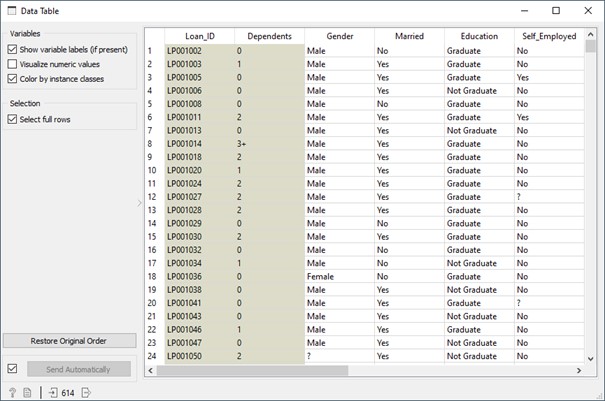 Data Table
Variables
Show variable labels (if present)
Visualize numeric values
Color by instance classes
Selection
Select full rows
Restore Original Order
Send Automatically
614
Loan_ID Dependents Gender Married Education Self_Employed
1 LP001002 0 Male No Graduate No
2 LP001003 1 Male Yes Graduate No
3 LP001005 0 Male Yes Graduate Yes
4 LP001006 0 Male Yes Not Graduate No
5 LP001008 0 Male No Graduate No
6 LP001011 2 Male Yes Graduate Yes
7 LP001013 0 Male Yes Not Graduate No
8 LP001014 3+ Male Yes Graduate No
9 LP001018 2 Male Yes Graduate No
10 LP001020 1 Male Yes Graduate No
11 LP001024 2 Male Yes Graduate No
12 LP001027 2 Male Yes Graduate ?
13 LP001028 2 Male Yes Graduate No
14 LP001029 0 Male No Graduate No
15 LP001030 2 Male Yes Graduate No
16 LP001032 0 Male No Graduate No
17 LP001034 1 Male No Not Graduate No
18 LP001036 0 Female No Graduate No
19 LP001038 0 Male Yes Not Graduate No
20 LP001041 0 Male Yes Graduate ?
21 LP001043 0 Male Yes Not Graduate No
22 LP001046 1 Male Yes Graduate No
23 LP001047 0 Male Yes Not Graduate No
24 LP001050 2 ? Yes Not Graduate No